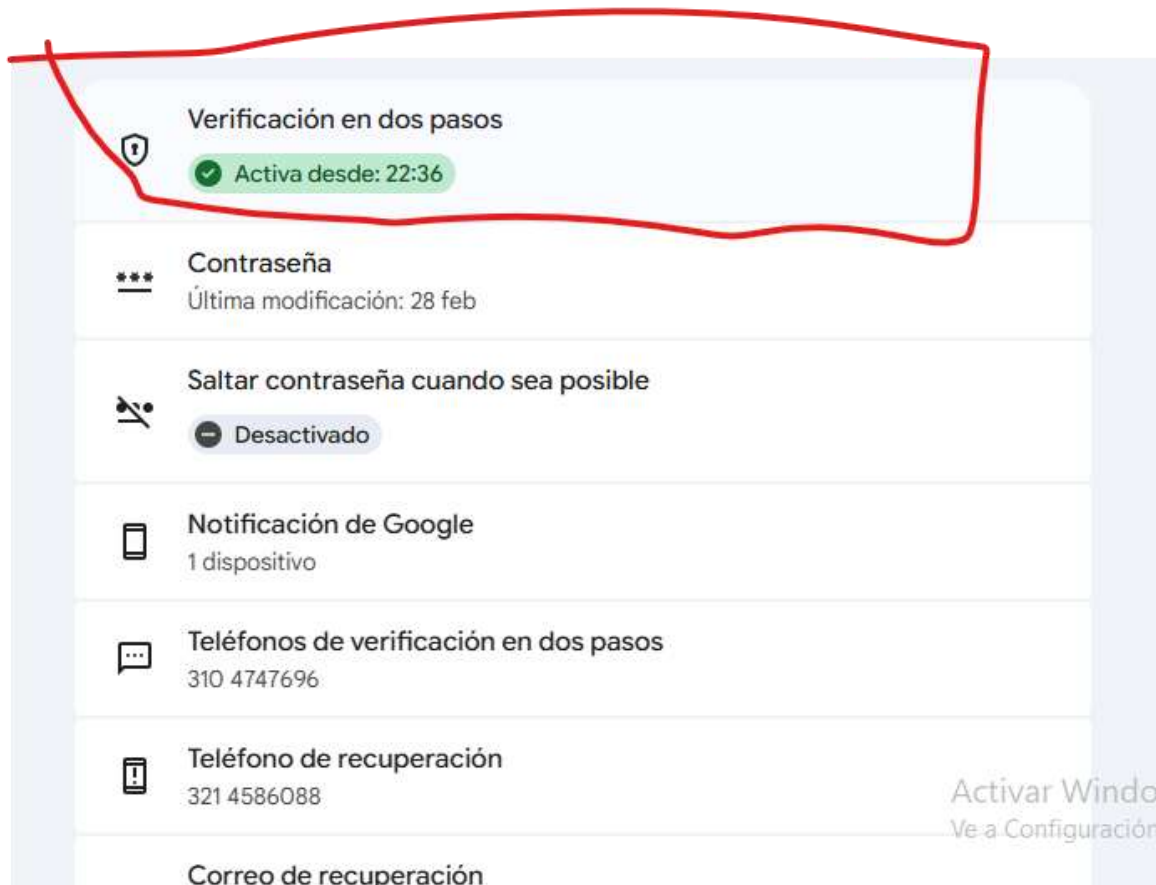 Verificación en dos pasos
Activa desde: 22:36
Contraseña
Última modificación: 28 feb
Saltar contraseña cuando sea posible
Desactivado
Notificación de Google
1 dispositivo
Teléfonos de verificación en dos pasos
310 4747696
Teléfono de recuperación
321 4586088
Activar Windo
Ve a Configuración
Correo de recuperación